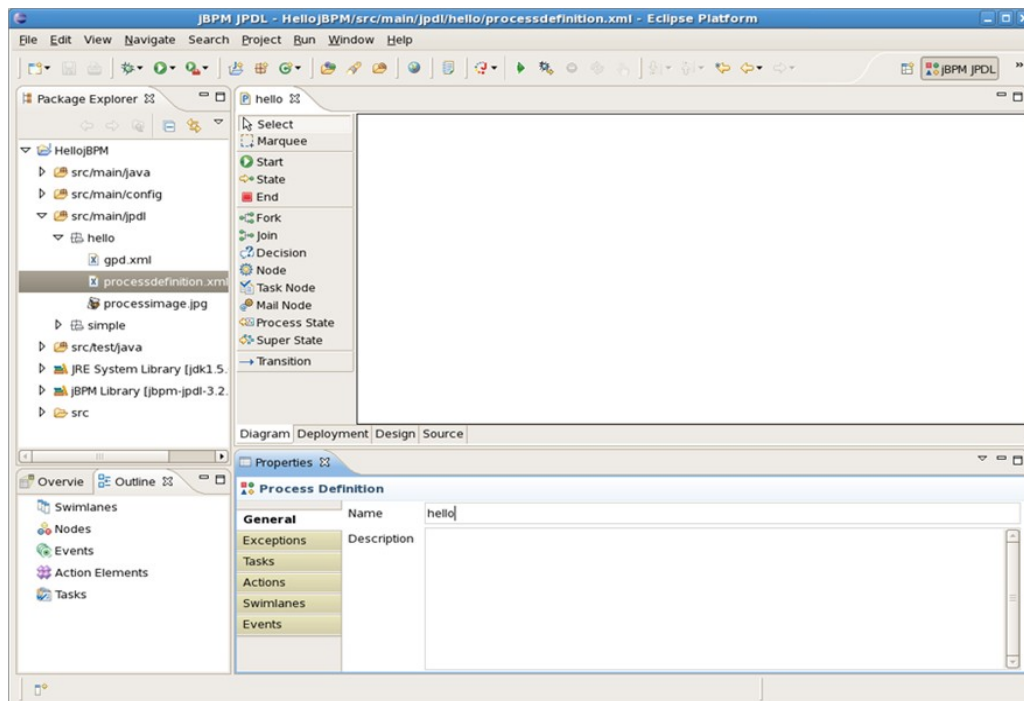 jBPM JPDL - HellojBPM/src/main/jpdl/hello/processdefinition.xml - Eclipse Platform
File Edit View Navigate Search Project Run Window Help
jBPM JPDL
Package Explorer
HellojBPM
src/main/java
src/main/config
src/main/jpdl
hello
gpd.xml
processdefinition.xml
processimage.jpg
simple
src/test/java
JRE System Library [jdk1.5.
jBPM Library [jbpm-jpdl-3.2.
src
hello
Select
Marquee
Start
State
End
Fork
Join
Decision
Node
Task Node
Mail Node
Process State
Super State
Transition
Diagram Deployment Design Source
Overvie Outline
Swimlanes
Nodes
Events
Action Elements
Tasks
Properties
Process Definition
General
Exceptions
Tasks
Actions
Swimlanes
Events
Name hello
Description